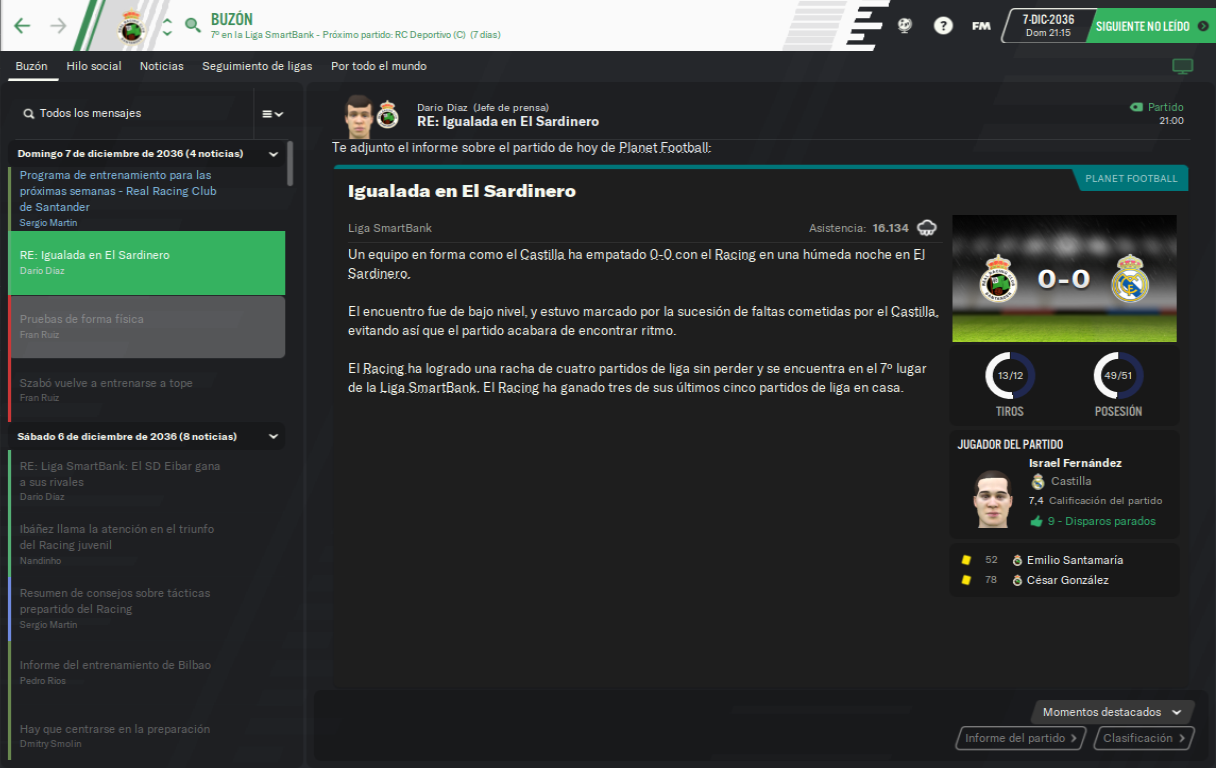 BUZÓN
7º en la Liga SmartBank - Próximo partido: RC Deportivo (C) (7 días)
?
FM
7-DIC-2036
Dom 21:15
SIGUIENTE NO LEÍDO
Buzón
Hilo social
Noticias
Seguimiento de ligas
Por todo el mundo
Todos los mensajes
Domingo 7 de diciembre de 2036 (4 noticias)
Programa de entrenamiento para las
próximas semanas - Real Racing Club
de Santander
Sergio Martín
RE: Igualada en El Sardinero
Darío Díaz
Pruebas de forma física
Fran Ruiz
Szabó vuelve a entrenarse a tope
Fran Ruiz
Sábado 6 de diciembre de 2036 (8 noticias)
RE: Liga SmartBank: El SD Eibar gana
a sus rivales
Darío Díaz
Ibáñez llama la atención en el triunfo
del Racing juvenil
Nandinho
Resumen de consejos sobre tácticas
prepartido del Racing
Sergio Martín
Informe del entrenamiento de Bilbao
Pedro Ríos
Hay que centrarse en la preparación
Dmitry Smolin
Darío Díaz (Jefe de prensa)
RE: Igualada en El Sardinero
Partido
21:00
Te adjunto el informe sobre el partido de hoy de Planet Football:
PLANET FOOTBALL
Igualada en El Sardinero
Liga SmartBank
Asistencia: 16.134
Un equipo en forma como el Castilla ha empatado 0-0 con el Racing en una húmeda noche en El
Sardinero.
El encuentro fue de bajo nivel, y estuvo marcado por la sucesión de faltas cometidas por el Castilla,
evitando así que el partido acabara de encontrar ritmo.
El Racing ha logrado una racha de cuatro partidos de liga sin perder y se encuentra en el 7º lugar
de la Liga SmartBank. El Racing ha ganado tres de sus últimos cinco partidos de liga en casa.
0-0
13/12
TIROS
49/51
POSESIÓN
JUGADOR DEL PARTIDO
Israel Fernández
Castilla
7,4 Calificación del partido
9 - Disparos parados
52 Emilio Santamaría
78 César González
Momentos destacados
Informe del partido
Clasificación